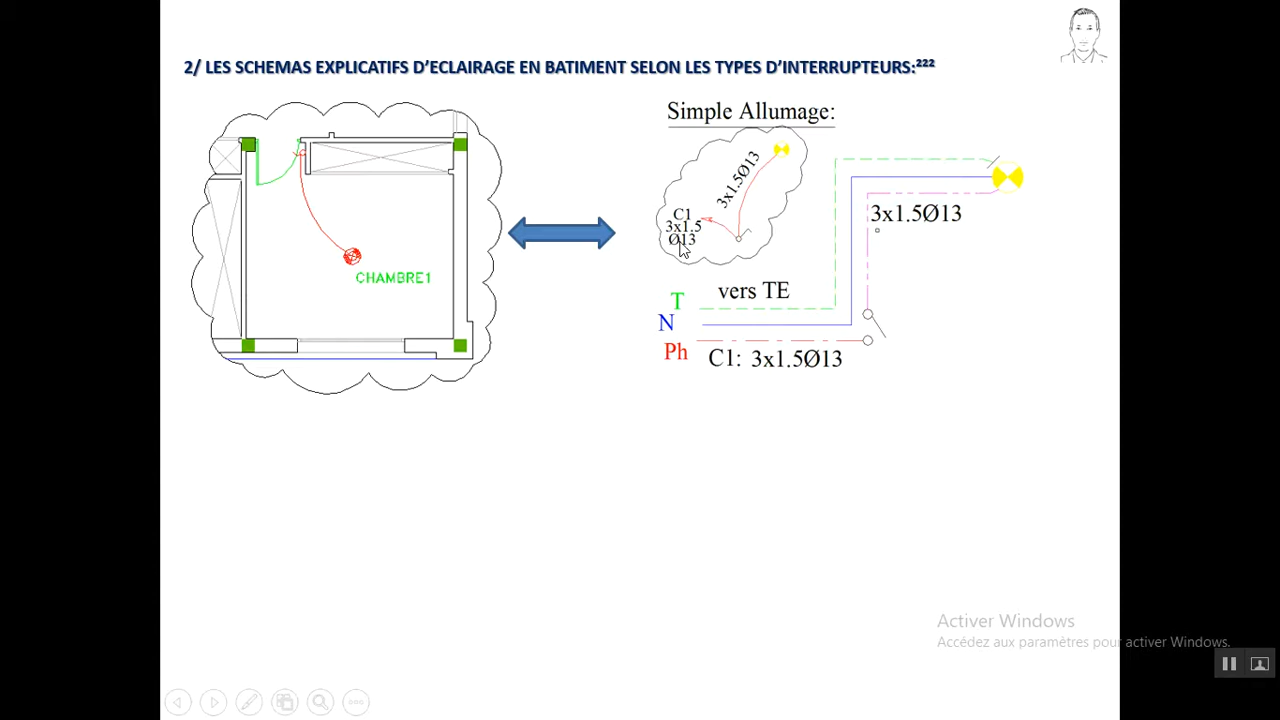 2/ LES SCHEMAS EXPLICATIFS D’ECLAIRAGE EN BATIMENT SELON LES TYPES D’INTERRUPTEURS:²²²
CHAMBRE1
Simple Allumage:
3x1.5Ø13
C1
3x1.5
Ø13
3x1.5Ø13
vers TE
T
N
Ph
C1: 3x1.5Ø13
Activer Windows
Accédez aux paramètres pour activer Windows.